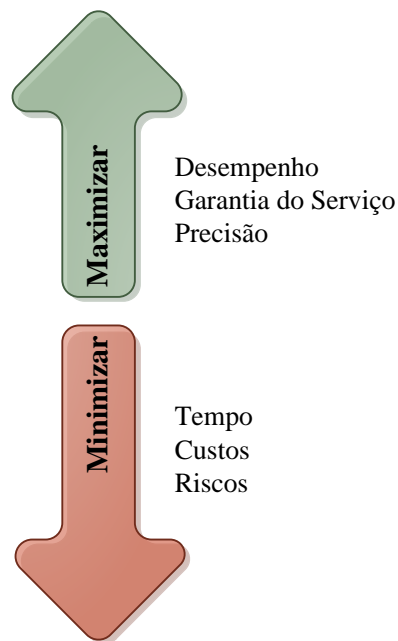 Maximizar
Desempenho
Garantia do Serviço
Precisão
Minimizar
Tempo
Custos
Riscos